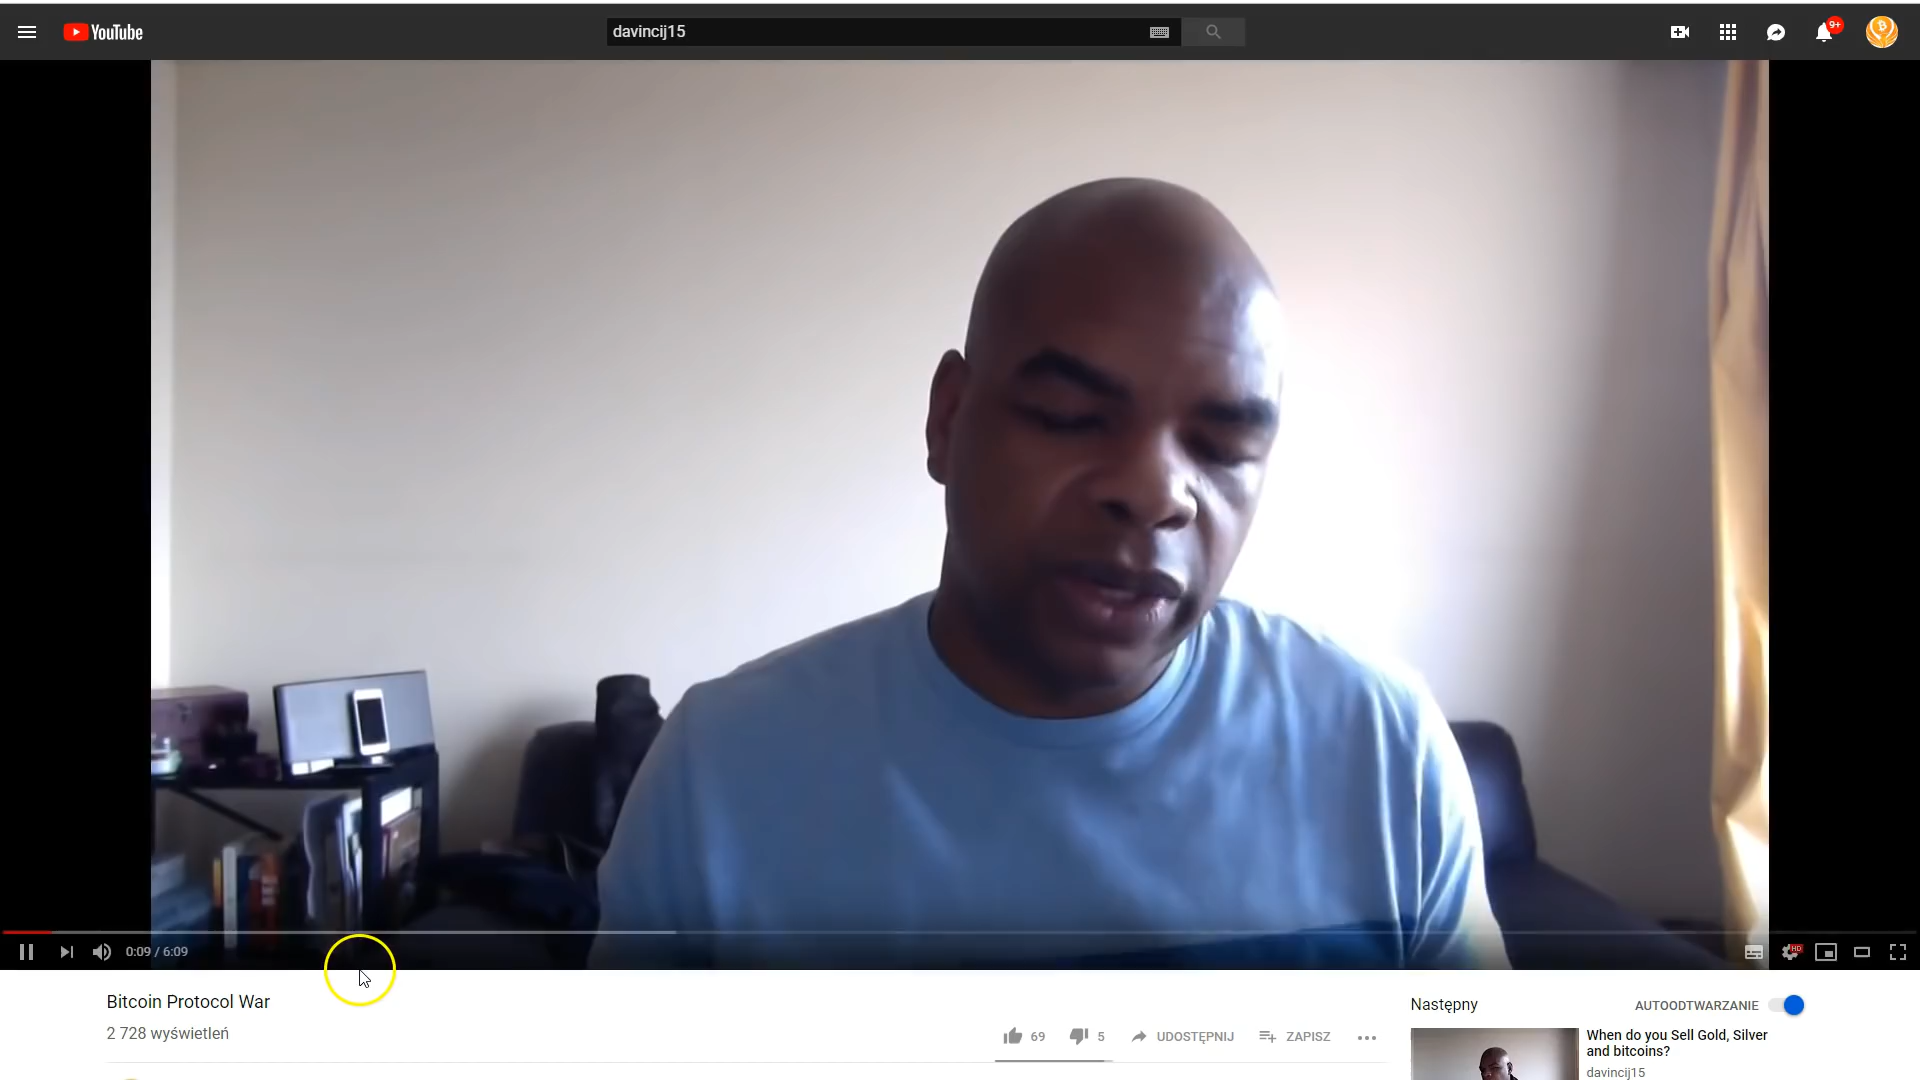 YouTube
davincij15
9+
0:09 / 6:09
HD
Bitcoin Protocol War
2 728 wyświetleń
69
5
UDOSTĘPNIJ
ZAPISZ
Następny
AUTOODTWARZANIE
When do you Sell Gold, Silver
and bitcoins?
davincij15